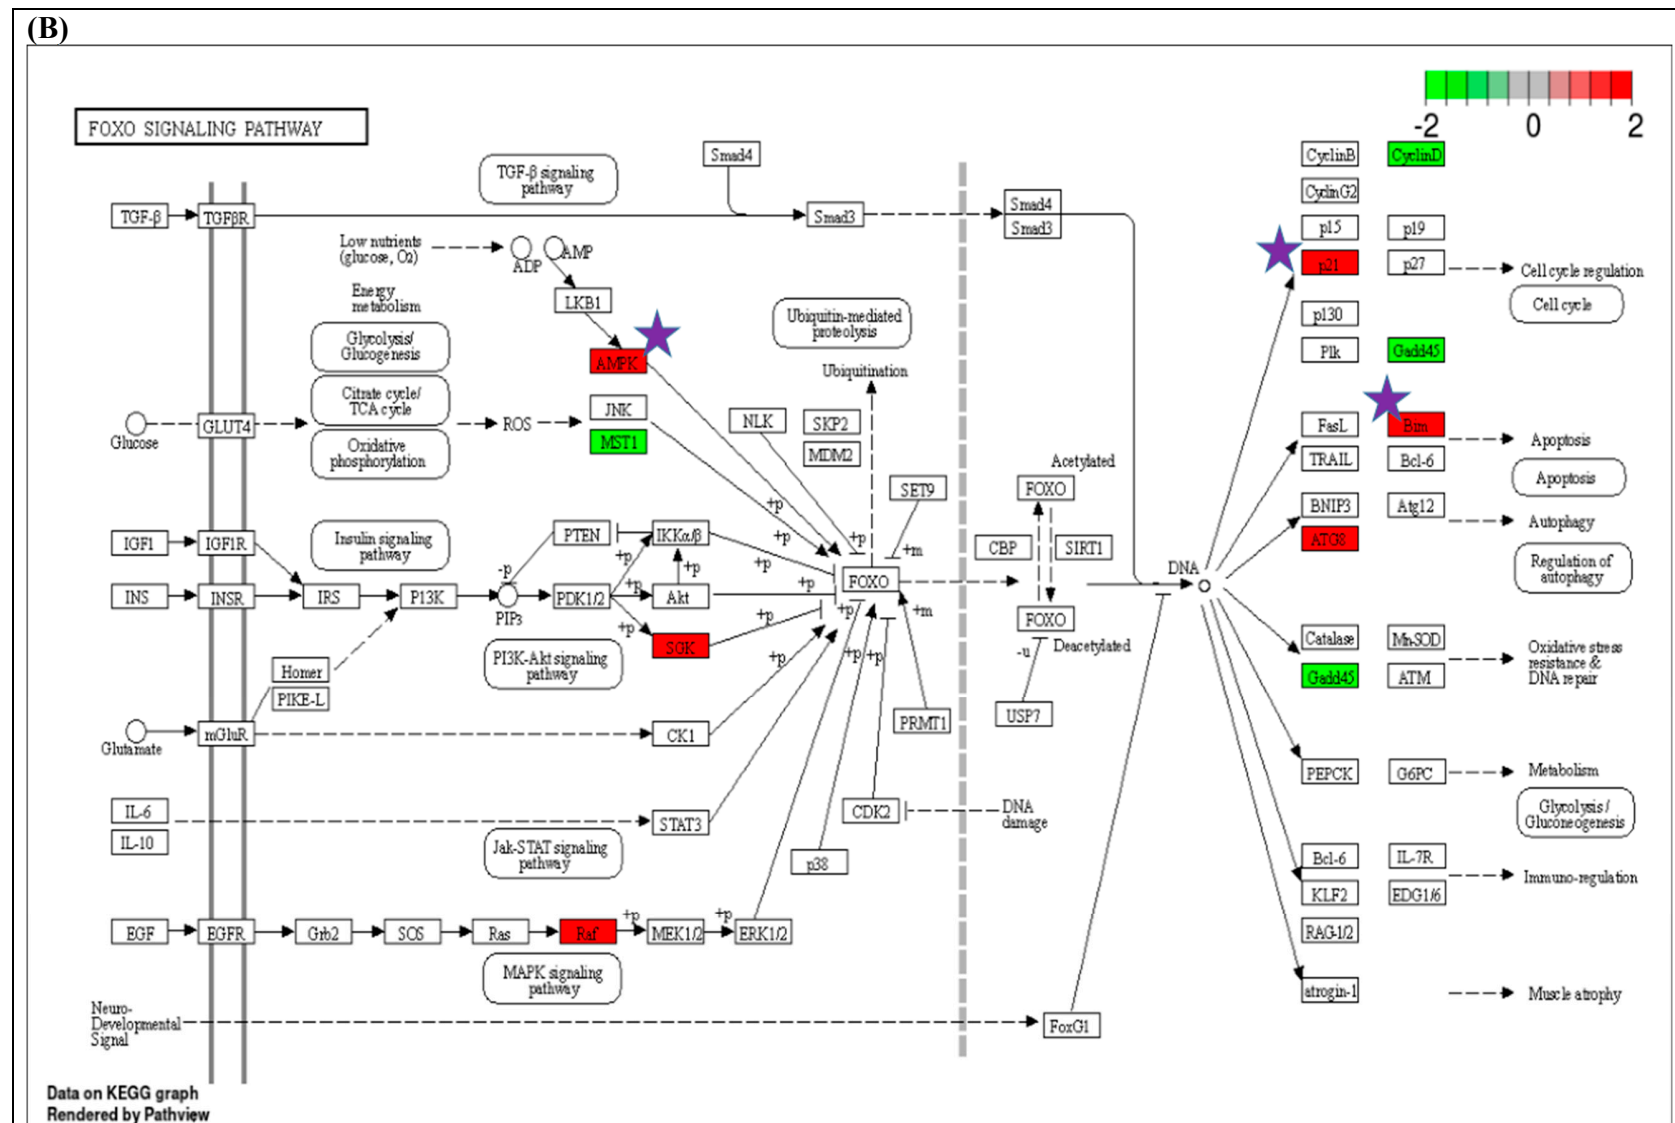 (B)
FOXO SIGNALING PATHWAY
-2 0 2
TGF-β signaling
pathway
Smad4
CyclinB CyclinD
CyclinG2
TGF-β TGFβR Smad3
Smad4
Smad3
p15 p19
p21 p27
Cell cycle regulation
Cell cycle
p130
Plk Gadd45
Low nutrients
(glucose, O2)
ADP AMP
LKB1
AMPK
Energy
metabolism
Glycolysis/
Glucogenesis
Citrate cycle/
TCA cycle
Oxidative
phosphorylation
Glucose GLUT4 ROS
JNK
MST1
Ubiquitin-mediated
proteolysis
Ubiquitination
NLK
SKP2
MDM2
SET9
Acetylated
FOXO
CBP SIRT1
FOXO
Deacetylated
-u
USP7
FasL Bim
TRAIL Bcl-6
Apoptosis
Apoptosis
BNIP3 Atg12
ATG8
Autophagy
Regulation of
autophagy
IGF1 IGF1R
Insulin signaling
pathway
PTEN IKKα/β
+p +p +p +p +m
INS INSR IRS P13K PIP3 PDK1/2 Akt FOXO
-p +p +p +p +p +m
SGK
+p +p +p
PI3K-Akt signaling
pathway
Homer
PIKE-L
+p +p +p
DNA
Catalase Mn-SOD
Gadd45 ATM
Oxidative stress
resistance &
DNA repair
Glutamate mGluR CK1
PRMT1
PEPCK G6PC
Metabolism
Glycolysis /
Gluconeogenesis
IL-6
IL-10
STAT3
CDK2
DNA
damage
Jak-STAT signaling
pathway
p38
Bcl-6 IL-7R
KLF2 EDG1/6
RAG-1/2
Immuno-regulation
EGF EGFR Grb2 SOS Ras Raf +p MEK1/2 +p ERK1/2
MAPK signaling
pathway
atrogin-1
Muscle atrophy
Neuro-
Developmental
Signal
FoxG1
Data on KEGG graph
Rendered by Pathview